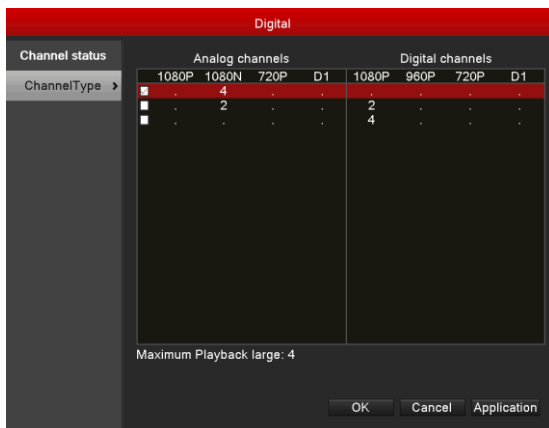 Digital
Channel status
ChannelType >
Analog channels Digital channels
1080P 1080N 720P D1 1080P 960P 720P D1
. 4 . . . . . .
. 2 . . 2 . . .
. . . . 4 . . .
Maximum Playback large: 4
OK Cancel Application